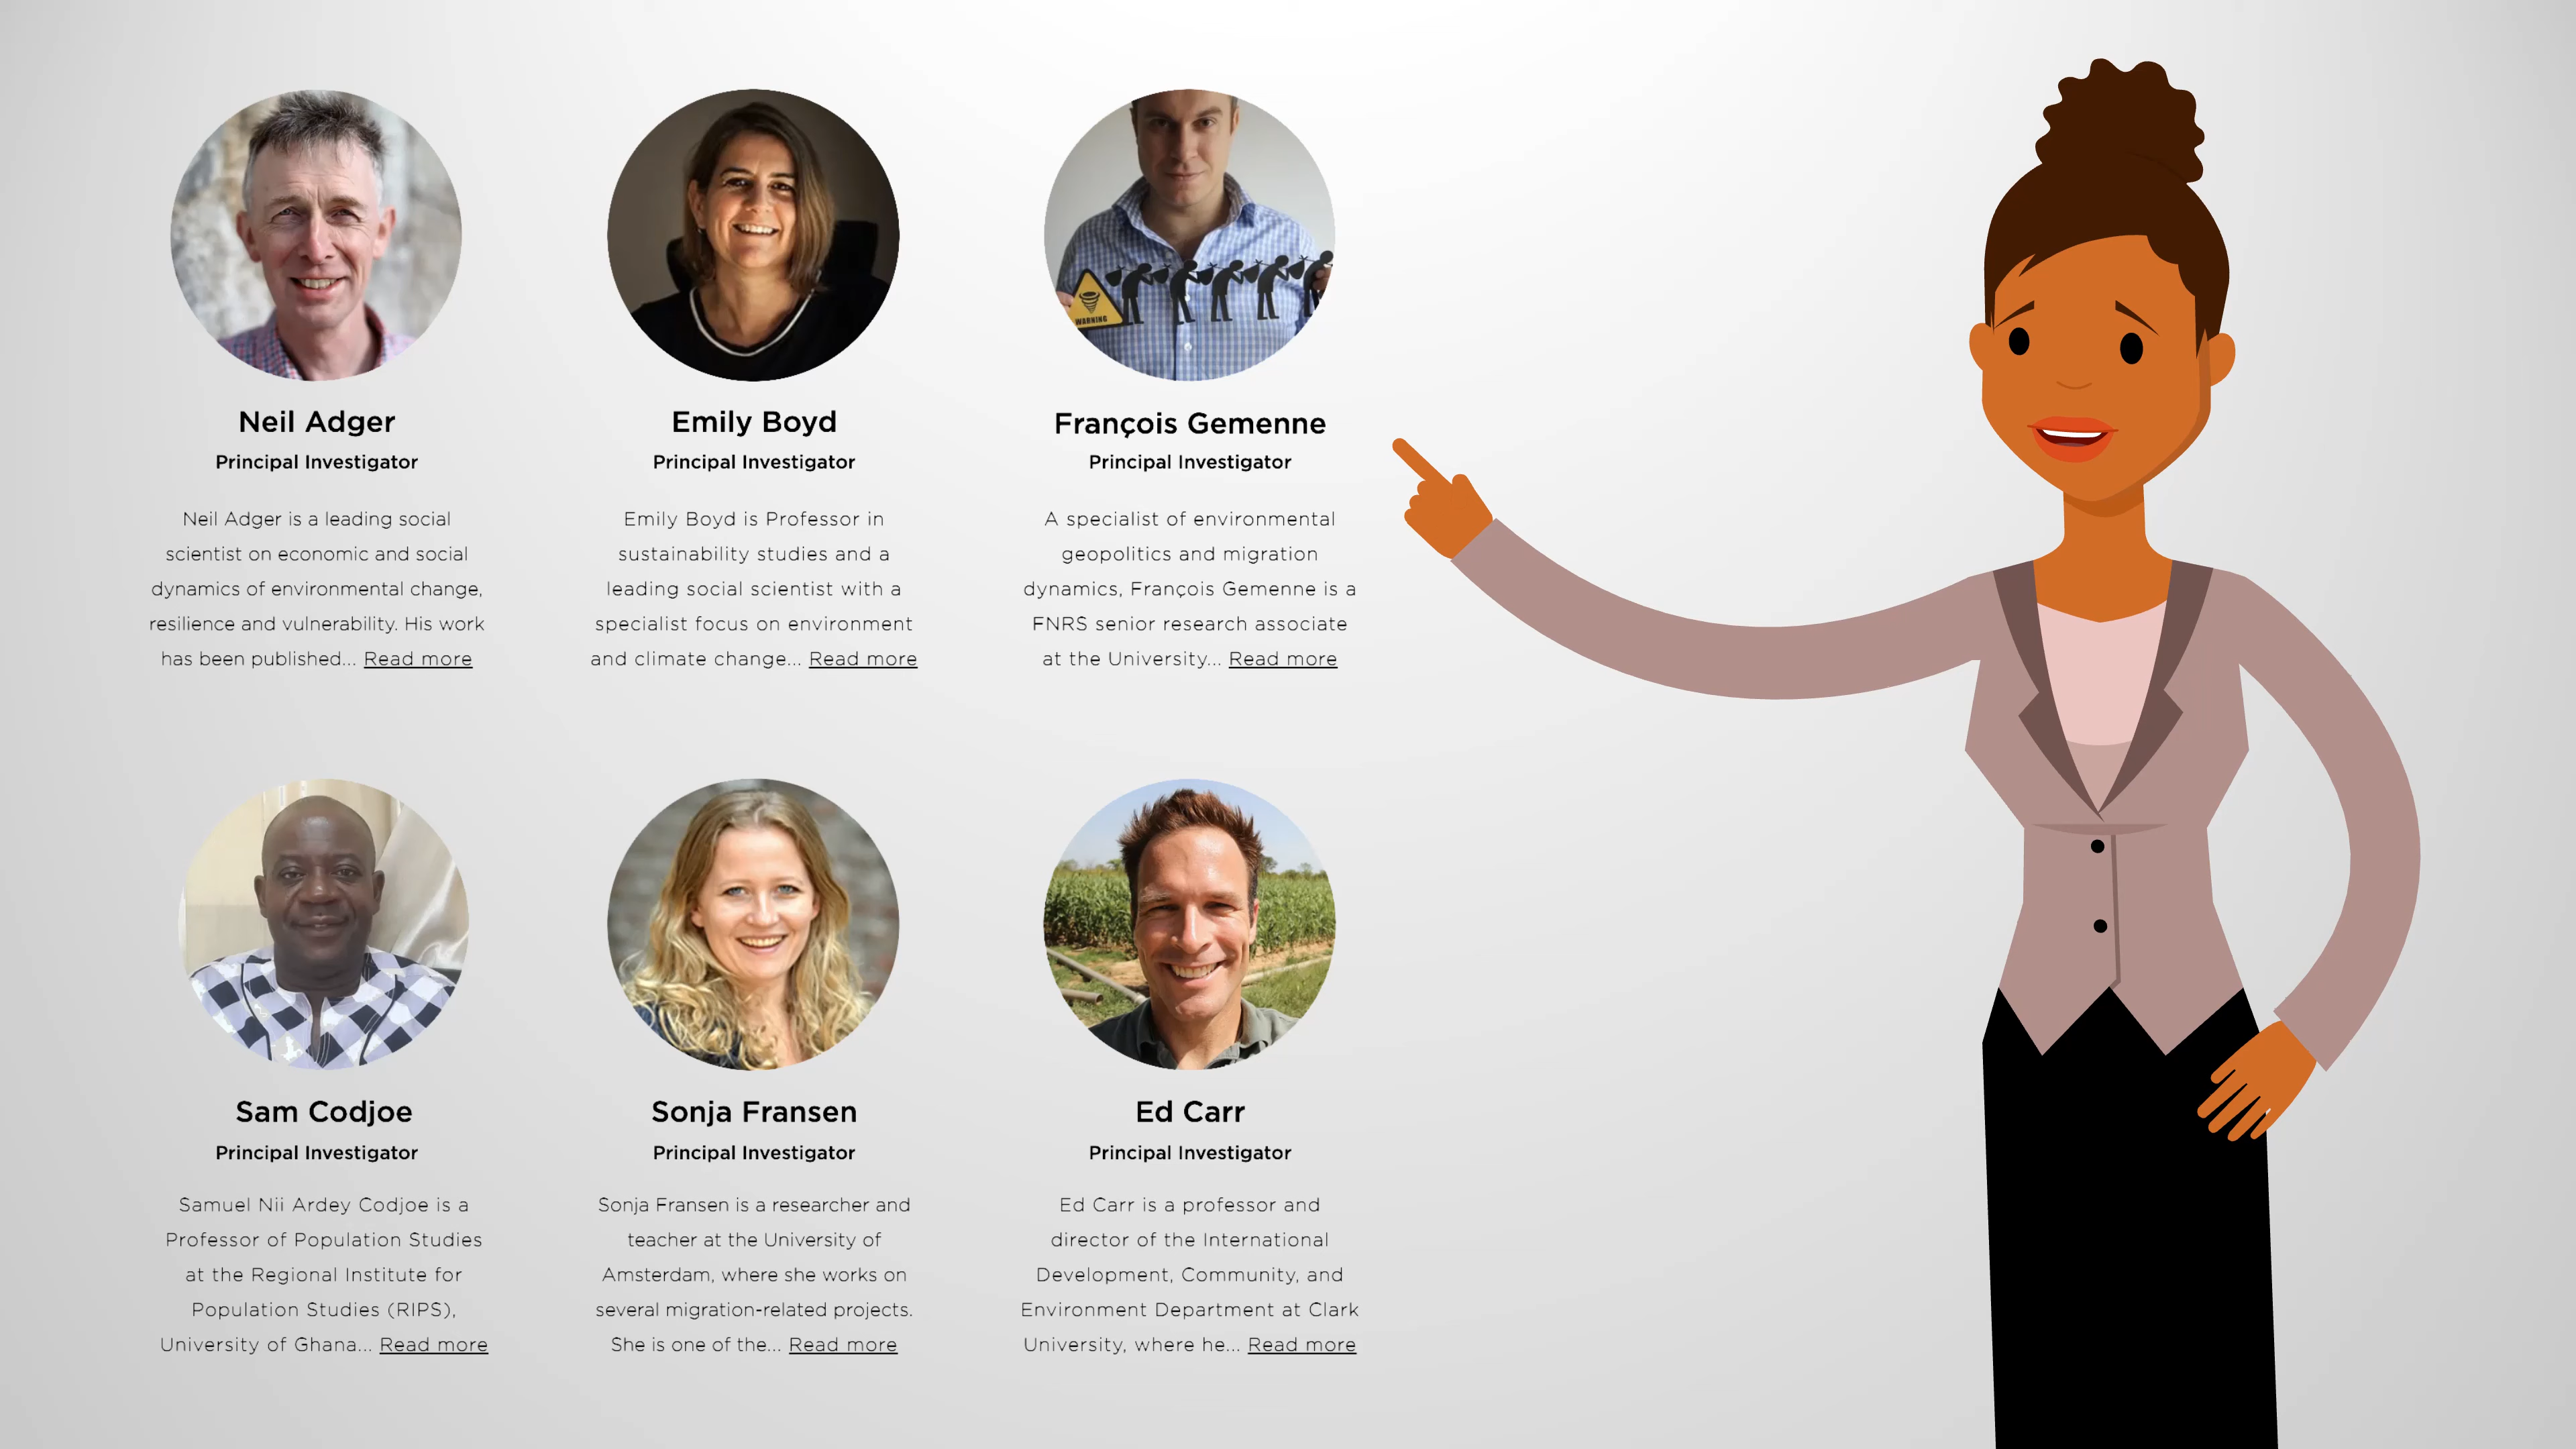 WARNING
Neil Adger
Principal Investigator
Neil Adger is a leading social
scientist on economic and social
dynamics of environmental change,
resilience and vulnerability. His work
has been published... Read more
Emily Boyd
Principal Investigator
Emily Boyd is Professor in
sustainability studies and a
leading social scientist with a
specialist focus on environment
and climate change... Read more
François Gemenne
Principal Investigator
A specialist of environmental
geopolitics and migration
dynamics, François Gemenne is a
FNRS senior research associate
at the University... Read more
Sam Codjoe
Principal Investigator
Samuel Nii Ardey Codjoe is a
Professor of Population Studies
at the Regional Institute for
Population Studies (RIPS),
University of Ghana... Read more
Sonja Fransen
Principal Investigator
Sonja Fransen is a researcher and
teacher at the University of
Amsterdam, where she works on
several migration-related projects.
She is one of the... Read more
Ed Carr
Principal Investigator
Ed Carr is a professor and
director of the International
Development, Community, and
Environment Department at Clark
University, where he... Read more